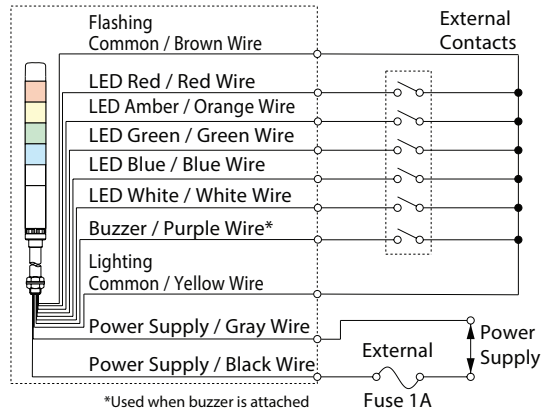 Flashing
Common / Brown Wire
External
Contacts
LED Red / Red Wire
LED Amber / Orange Wire
LED Green / Green Wire
LED Blue / Blue Wire
LED White / White Wire
Buzzer / Purple Wire*
Lighting
Common / Yellow Wire
Power Supply / Gray Wire
Power
Supply
External
Power Supply / Black Wire
*Used when buzzer is attached
Fuse 1A